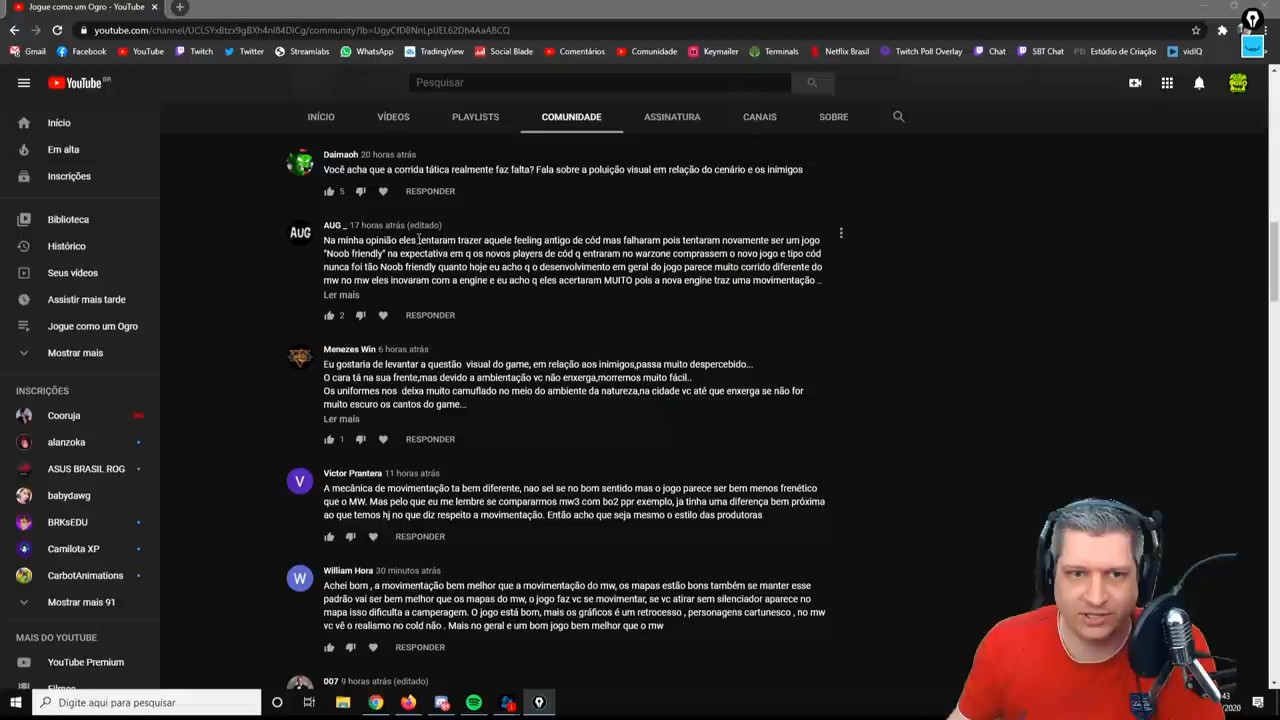 Jogue como um Ogro - YouTube
youtube.com/channel/
Gmail
Facebook
YouTube
Twitch
Twitter
Streamlabs
WhatsApp
TradingView
Social Blade
Comentários
Comunidade
Keymailer
Terminals
Netflix Brasil
Twitch Poll Overlay
Chat
SBT Chat
Estúdio de Criação
vidIQ
YouTube BR
Pesquisar
INÍCIO
VÍDEOS
PLAYLISTS
COMUNIDADE
ASSINATURA
CANAIS
SOBRE
Início
Em alta
Inscrições
Biblioteca
Histórico
Seus vídeos
Assistir mais tarde
Jogue como um Ogro
Mostrar mais
INSCRIÇÕES
Cooruja
alanzoka
ASUS BRASIL ROG
babydawg
BRKsEDU
Camilota XP
CarbotAnimations
Mostrar mais 91
MAIS DO YOUTUBE
YouTube Premium
Filmes
Daimaoh 20 horas atrás
Você acha que a corrida tática realmente faz falta? Fala sobre a poluição visual em relação do cenário e os inimigos
5
RESPONDER
AUG
AUG _ 17 horas atrás (editado)
Na minha opinião eles tentaram trazer aquele feeling antigo de cód mas falharam pois tentaram novamente ser um jogo
"Noob friendly" na expectativa em q os novos players de cód q entraram no warzone comprassem o novo jogo e tipo cód
nunca foi tão Noob friendly quanto hoje eu acho q o desenvolvimento em geral do jogo parece muito corrido diferente do
mw no mw eles inovaram com a engine e eu acho q eles acertaram MUITO pois a nova engine traz uma movimentação ..
Ler mais
2
RESPONDER
Menezes Win 6 horas atrás
Eu gostaria de levantar a questão visual do game, em relação aos inimigos,passa muito despercebido...
O cara tá na sua frente,mas devido a ambientação vc não enxerga,morremos muito fácil..
Os uniformes nos deixa muito camuflado no meio do ambiente da natureza,na cidade vc até que enxerga se não for
muito escuro os cantos do game...
Ler mais
1
RESPONDER
V
Victor Prantera 11 horas atrás
A mecânica de movimentação ta bem diferente, nao sei se no bom sentido mas o jogo parece ser bem menos frenético
que o MW. Mas pelo que eu me lembre se compararmos mw3 com bo2 ppr exemplo, ja tinha uma diferença bem próxima
ao que temos hj no que diz respeito a movimentação. Então acho que seja mesmo o estilo das produtoras
RESPONDER
W
William Hora 30 minutos atrás
Achei bom , a movimentação bem melhor que a movimentação do mw, os mapas estão bons também se manter esse
padrão vai ser bem melhor que os mapas do mw, o jogo faz vc se movimentar, se vc atirar sem silenciador aparece no
mapa isso dificulta a camperagem. O jogo está bom, mais os gráficos é um retrocesso , personagens cartunesco , no mw
vc vê o realismo no cold não . Mais no geral e um bom jogo bem melhor que o mw
RESPONDER
007 9 horas atrás (editado)
Digite aqui para pesquisar
43
/2020